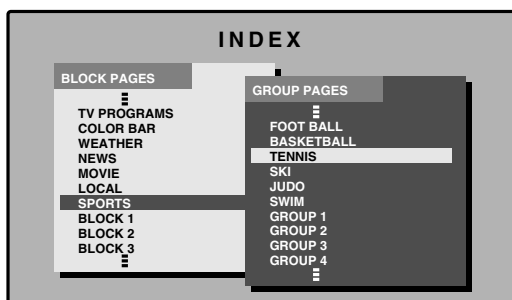 INDEX
BLOCK PAGES
TV PROGRAMS
COLOR BAR
WEATHER
NEWS
MOVIE
LOCAL
SPORTS
BLOCK 1
BLOCK 2
BLOCK 3
GROUP PAGES
FOOT BALL
BASKETBALL
TENNIS
SKI
JUDO
SWIM
GROUP 1
GROUP 2
GROUP 3
GROUP 4